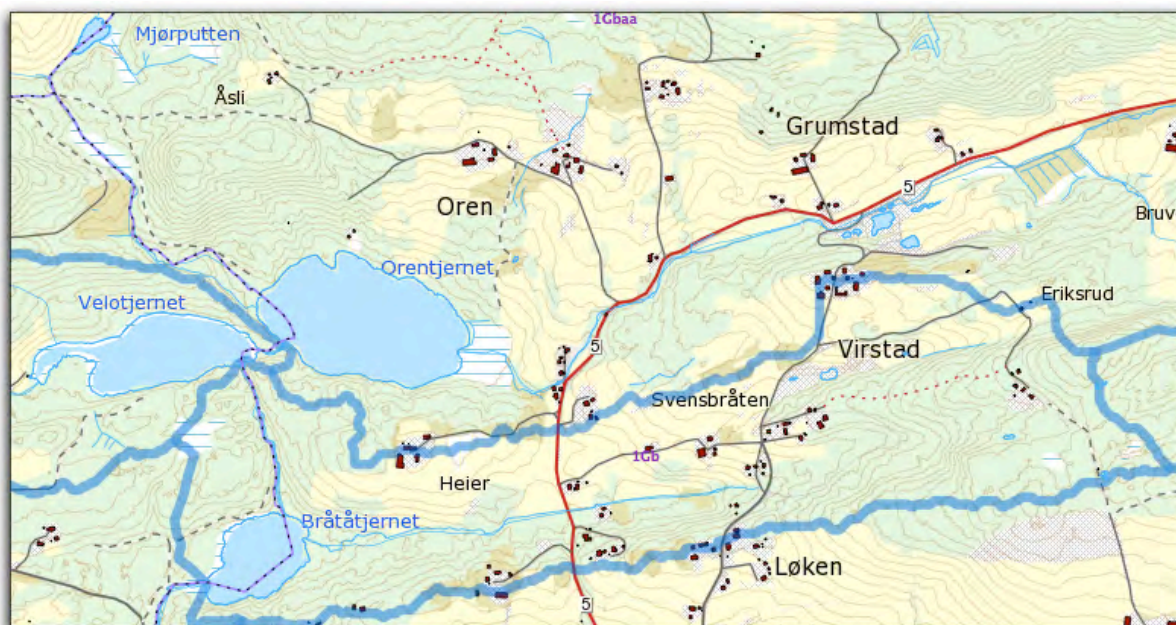 1Gbaa
Mjørputten
Åsli
Grumstad
5
Oren
Bruv
Orentjernet
Velotjernet
Eriksrud
5
Virstad
Svensbråten
1Gb
Heier
Bråtåtjernet
Løken
5